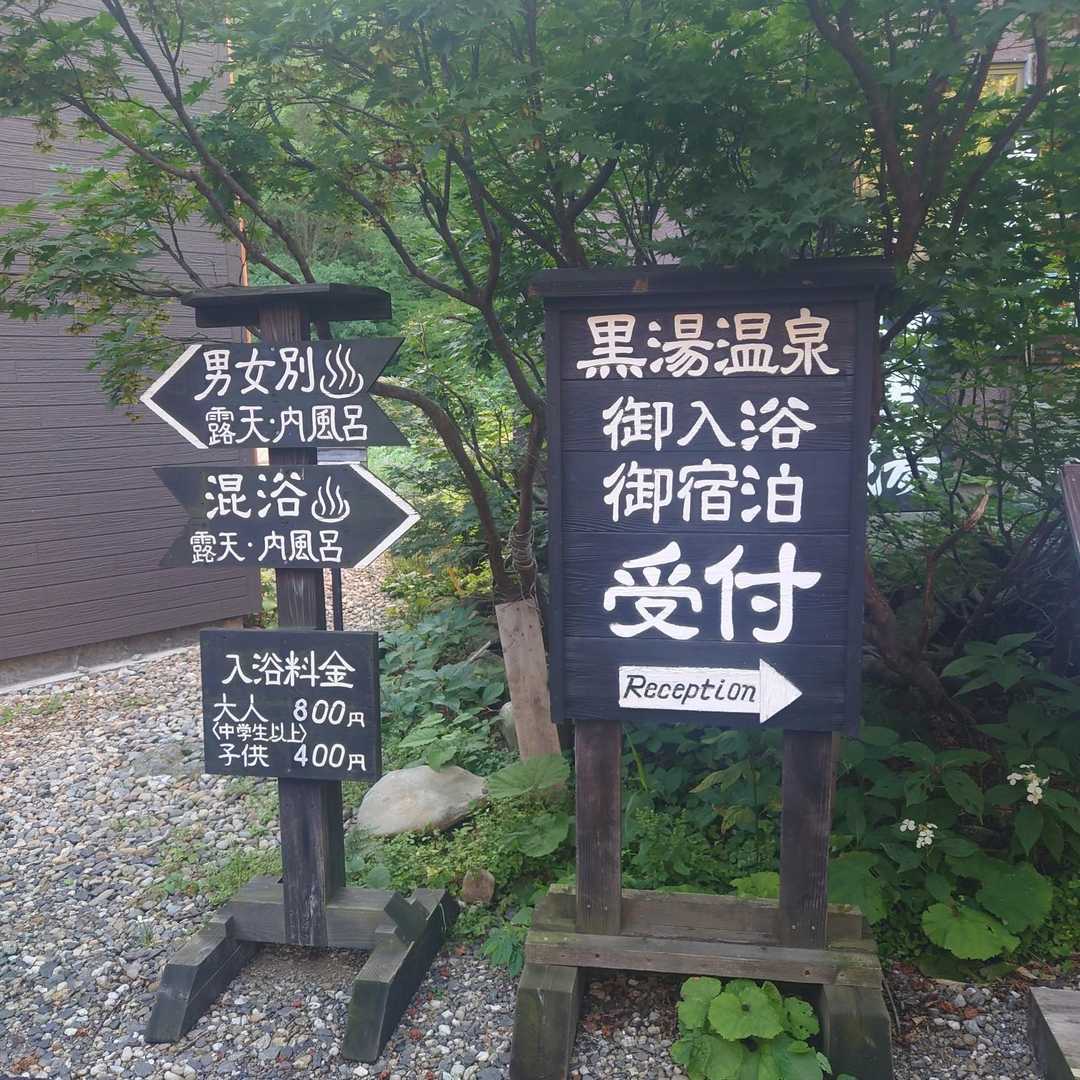 男女別♨
露天・内風呂
混浴♨
露天・内風呂
入浴料金
大人 800円
〈中学生以上〉
子供 400円
黒湯温泉
御入浴
御宿泊
受付
Reception